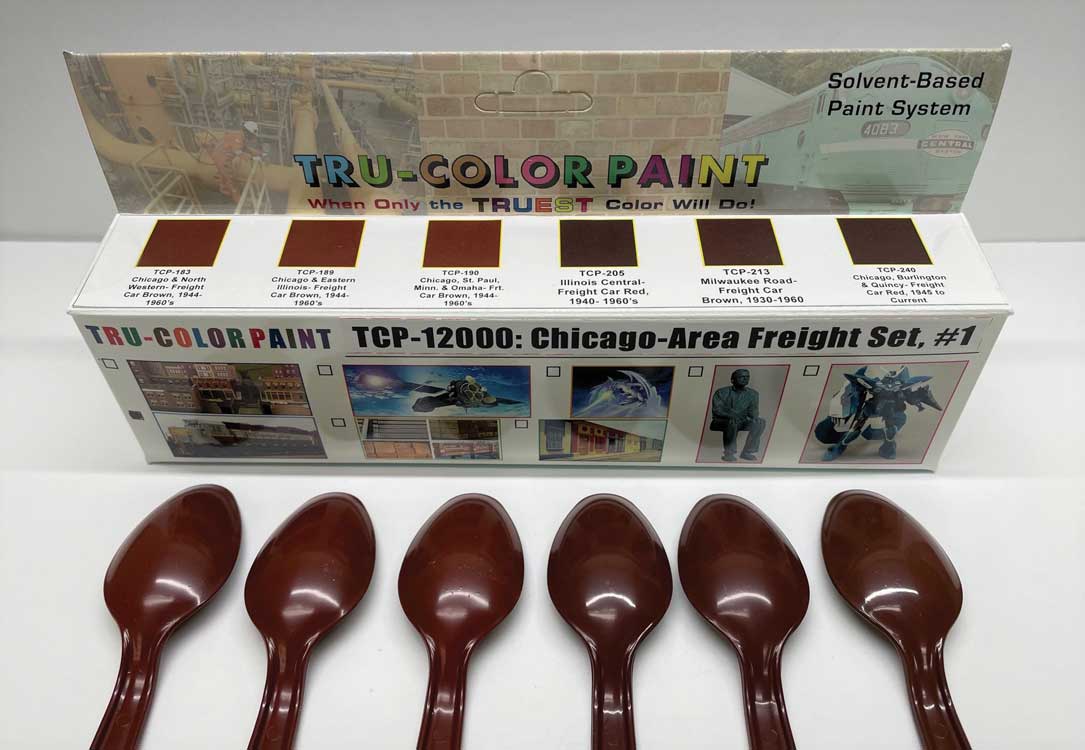 Solvent-Based
Paint System
4083
NEW YORK
CENTRAL
SYSTEM
TRU-COLOR PAINT
When Only the TRUEST Color Will Do!
TCP-183
Chicago & North
Western- Freight
Car Brown, 1944-
1960's
TCP-189
Chicago & Eastern
Illinois- Freight
Car Brown, 1944-
1960's
TCP-190
Chicago, St. Paul,
Minn. & Omaha- Frt.
Car Brown, 1944-
1960's
TCP-205
Illinois Central-
Freight Car Red,
1940- 1960's
TCP-213
Milwaukee Road-
Freight Car
Brown, 1930-1960
TCP-240
Chicago, Burlington
& Quincy- Freight
Car Red, 1945 to
Current
TRU-COLOR PAINT
TCP-12000: Chicago-Area Freight Set, #1